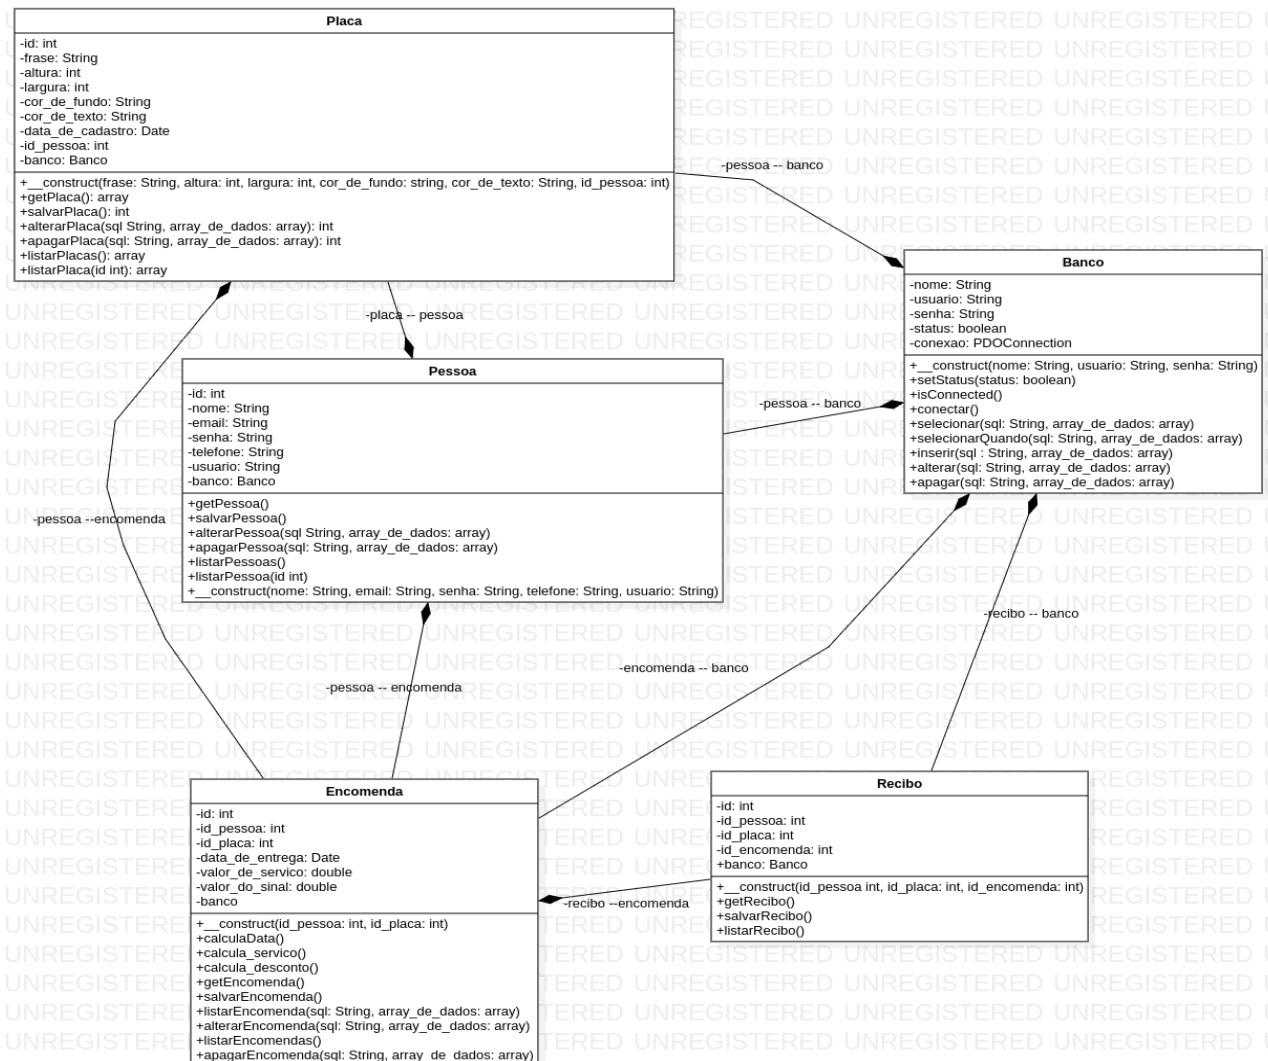 Placa
-id: int
-frase: String
-altura: int
-largura: int
-cor_de_fundo: String
-cor_de_texto: String
-data_de_cadastro: Date
-id_pessoa: int
-banco: Banco
+__construct(frase: String, altura: int, largura: int, cor_de_fundo: string, cor_de_texto: String, id_pessoa: int)
+getPlaca(): array
+salvarPlaca(): int
+alterarPlaca(sql String, array_de_dados: array): int
+apagarPlaca(sql: String, array_de_dados: array): int
+listarPlacas(): array
+listarPlaca(id int): array
-pessoa -- banco
Banco
-nome: String
-usuario: String
-senha: String
-status: boolean
-conexao: PDOConnection
+__construct(nome: String, usuario: String, senha: String)
+setStatus(status: boolean)
+isConnected()
+conectar()
+selecionar(sql: String, array_de_dados: array)
+selecionarQuando(sql: String, array_de_dados: array)
+inserir(sql : String, array_de_dados: array)
+alterar(sql: String, array_de_dados: array)
+apagar(sql: String, array_de_dados: array)
-placa -- pessoa
Pessoa
-id: int
-nome: String
-email: String
-senha: String
-telefone: String
-usuario: String
-banco: Banco
+getPessoa()
+salvarPessoa()
+alterarPessoa(sql String, array_de_dados: array)
+apagarPessoa(sql: String, array_de_dados: array)
+listarPessoas()
+listarPessoa(id int)
+__construct(nome: String, email: String, senha: String, telefone: String, usuario: String)
-pessoa -- banco
-pessoa --encomenda
-pessoa -- encomenda
-encomenda -- banco
-recibo -- banco
Encomenda
-id: int
-id_pessoa: int
-id_placa: int
-data_de_entrega: Date
-valor_de_servico: double
-valor_do_sinal: double
-banco
+__construct(id_pessoa: int, id_placa: int)
+calculaData()
+calcula_servico()
+calcula_desconto()
+getEncomenda()
+salvarEncomenda()
+listarEncomenda(sql: String, array_de_dados: array)
+alterarEncomenda(sql: String, array_de_dados: array)
+listarEncomendas()
+apagarEncomenda(sql: String, array_de_dados: array)
-recibo --encomenda
Recibo
-id: int
-id_pessoa: int
-id_placa: int
-id_encomenda: int
+banco: Banco
+__construct(id_pessoa int, id_placa: int, id_encomenda: int)
+getRecibo()
+salvarRecibo()
+listarRecibo()
UNREGISTERED